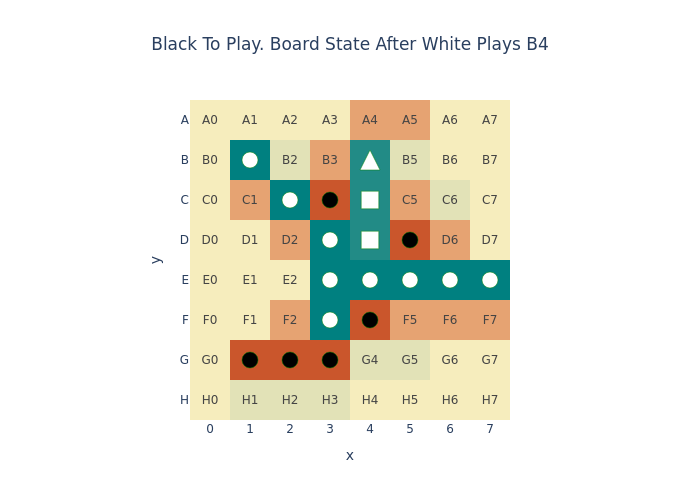 Black To Play. Board State After White Plays B4
A A0 A1 A2 A3 A4 A5 A6 A7
B B0 B2 B3 B5 B6 B7
C C0 C1 C5 C6 C7
D D0 D1 D2 D6 D7
E E0 E1 E2
F F0 F1 F2 F5 F6 F7
G G0 G4 G5 G6 G7
H H0 H1 H2 H3 H4 H5 H6 H7
0 1 2 3 4 5 6 7
x
y